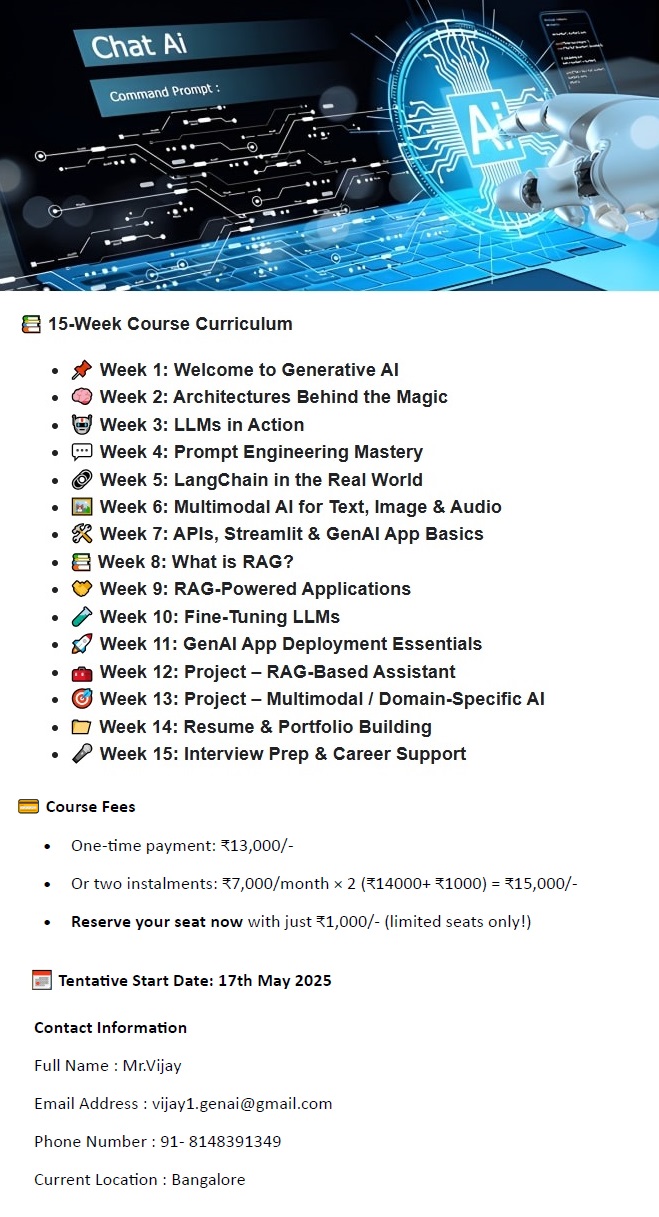 Chat Ai
Command Prompt :
Ai
📚 15-Week Course Curriculum
• 📌 Week 1: Welcome to Generative AI
• 🧠 Week 2: Architectures Behind the Magic
• 🤖 Week 3: LLMs in Action
• 💬 Week 4: Prompt Engineering Mastery
• 🔗 Week 5: LangChain in the Real World
• 🖼️ Week 6: Multimodal AI for Text, Image & Audio
• 🛠️ Week 7: APIs, Streamlit & GenAI App Basics
• 📚 Week 8: What is RAG?
• 🤝 Week 9: RAG-Powered Applications
• 🧪 Week 10: Fine-Tuning LLMs
• 🚀 Week 11: GenAI App Deployment Essentials
• 🧰 Week 12: Project – RAG-Based Assistant
• 🎯 Week 13: Project – Multimodal / Domain-Specific AI
• 📁 Week 14: Resume & Portfolio Building
• 🎤 Week 15: Interview Prep & Career Support
💳 Course Fees
• One-time payment: ₹13,000/-
• Or two instalments: ₹7,000/month × 2 (₹14000+ ₹1000) = ₹15,000/-
• Reserve your seat now with just ₹1,000/- (limited seats only!)
📅 Tentative Start Date: 17th May 2025
Contact Information
Full Name : Mr.Vijay
Email Address : vijay1.genai@gmail.com
Phone Number : 91- 8148391349
Current Location : Bangalore